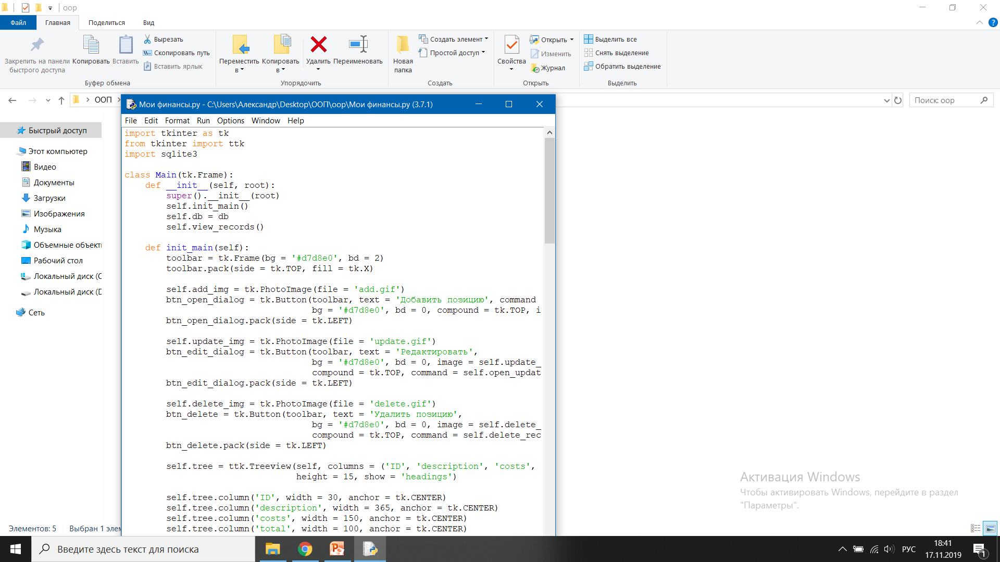 oop
Файл
Главная
Поделиться
Вид
Закрепить на панели быстрого доступа
Копировать
Вставить
Вырезать
Скопировать путь
Вставить ярлык
Буфер обмена
Переместить в
Копировать в
Удалить
Переименовать
Упорядочить
Новая папка
Создать элемент
Простой доступ
Создать
Свойства
Открыть
Изменить
Журнал
Открыть
Выделить все
Снять выделение
Обратить выделение
Выделить
ООП
Поиск: oop
Быстрый доступ
Этот компьютер
Видео
Документы
Загрузки
Изображения
Музыка
Объемные объект
Рабочий стол
Локальный диск (C
Локальный диск (D
Сеть
Элементов: 5
Выбран 1 элем
Мои финансы.py - C:\Users\Александр\Desktop\ООП\oop\Мои финансы.py (3.7.1)
File Edit Format Run Options Window Help
import tkinter as tk
from tkinter import ttk
import sqlite3
class Main(tk.Frame):
def __init__(self, root):
super().__init__(root)
self.init_main()
self.db = db
self.view_records()
def init_main(self):
toolbar = tk.Frame(bg = '#d7d8e0', bd = 2)
toolbar.pack(side = tk.TOP, fill = tk.X)
self.add_img = tk.PhotoImage(file = 'add.gif')
btn_open_dialog = tk.Button(toolbar, text = 'Добавить позицию', command
bg = '#d7d8e0', bd = 0, compound = tk.TOP, i
btn_open_dialog.pack(side = tk.LEFT)
self.update_img = tk.PhotoImage(file = 'update.gif')
btn_edit_dialog = tk.Button(toolbar, text = 'Редактировать',
bg = '#d7d8e0', bd = 0, image = self.update_
compound = tk.TOP, command = self.open_updat
btn_edit_dialog.pack(side = tk.LEFT)
self.delete_img = tk.PhotoImage(file = 'delete.gif')
btn_delete = tk.Button(toolbar, text = 'Удалить позицию',
bg = '#d7d8e0', bd = 0, image = self.delete_
compound = tk.TOP, command = self.delete_rec
btn_delete.pack(side = tk.LEFT)
self.tree = ttk.Treeview(self, columns = ('ID', 'description', 'costs',
height = 15, show = 'headings')
self.tree.column('ID', width = 30, anchor = tk.CENTER)
self.tree.column('description', width = 365, anchor = tk.CENTER)
self.tree.column('costs', width = 150, anchor = tk.CENTER)
self.tree.column('total', width = 100, anchor = tk.CENTER)
Активация Windows
Чтобы активировать Windows, перейдите в раздел
"Параметры".
Введите здесь текст для поиска
РУС
18:41
17.11.2019
1